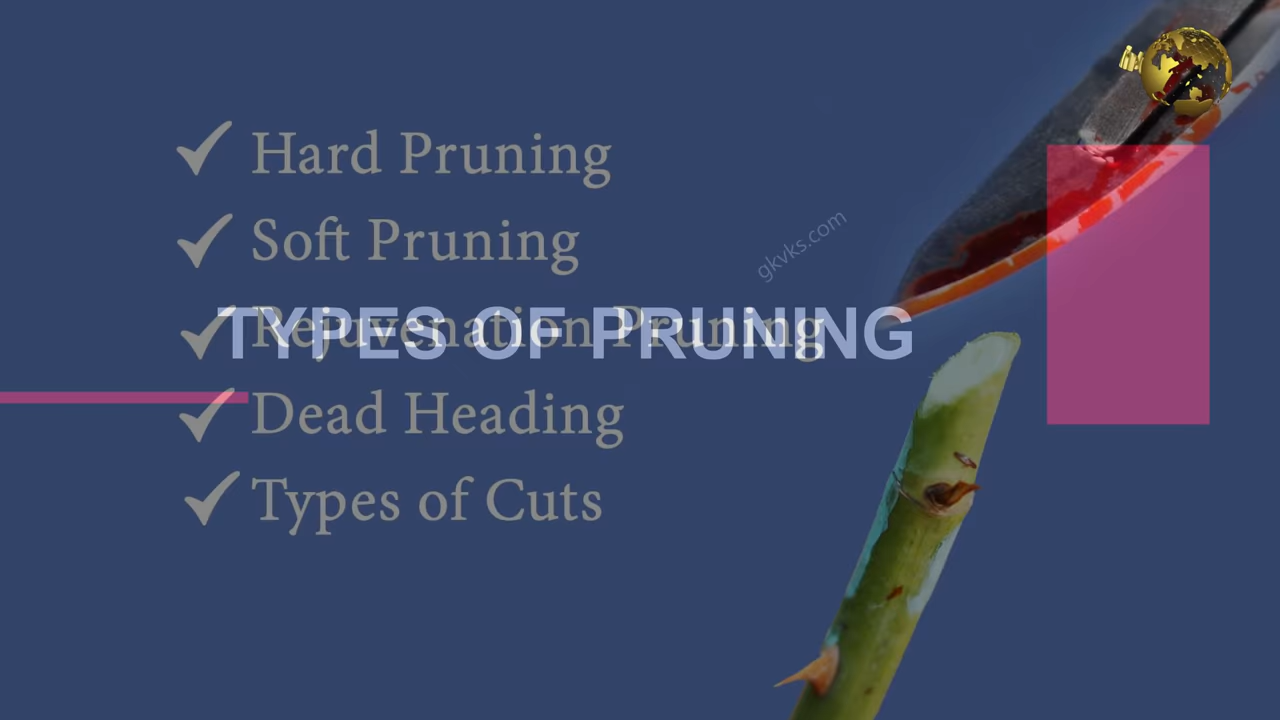 Hard Pruning
Soft Pruning
gkvks.com
Rejuvenation Pruning
TYPES OF PRUNING
Dead Heading
Types of Cuts